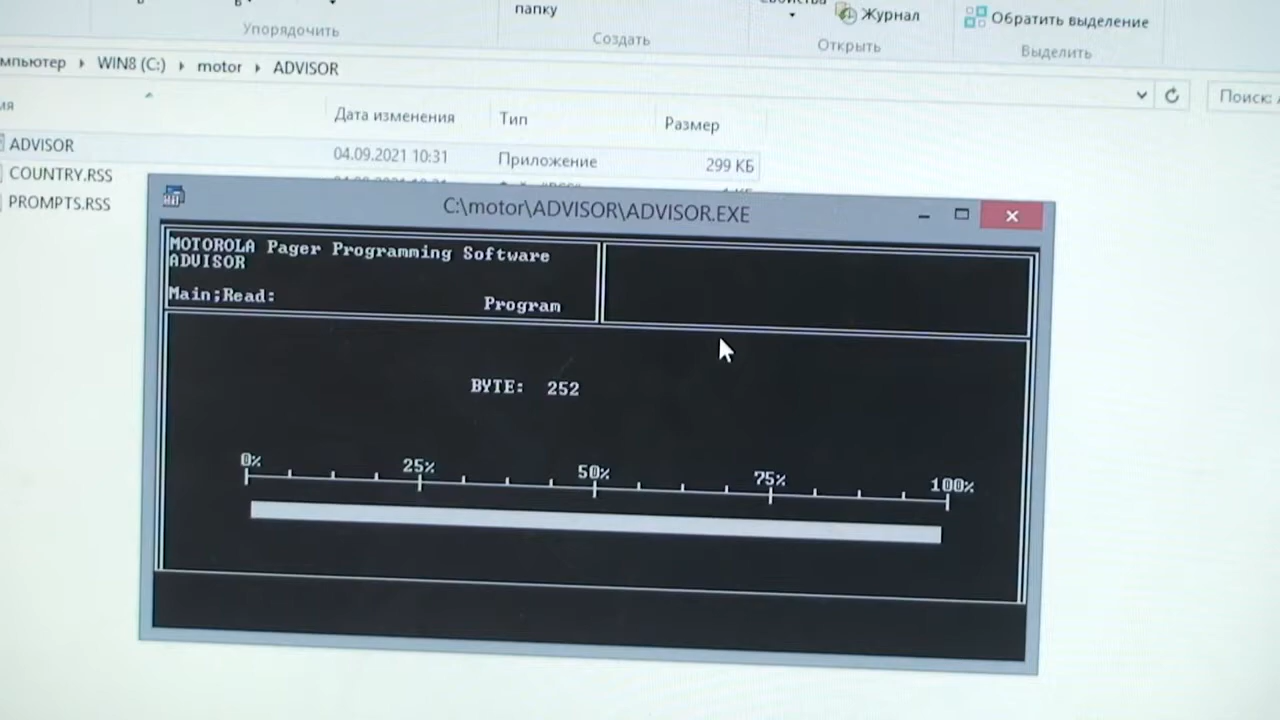 папку
Журнал
Обратить выделение
Упорядочить
Создать
Открыть
Выделить
WIN8 (C:)
motor
ADVISOR
Поиск:
Дата изменения
Тип
Размер
ADVISOR
04.09.2021 10:31
Приложение
299 КБ
COUNTRY.RSS
PROMPTS.RSS
C:\motor\ADVISOR\ADVISOR.EXE
MOTOROLA Pager Programming Software
ADVISOR
Main;Read:
Program
BYTE: 252
0% 25% 50% 75% 100%